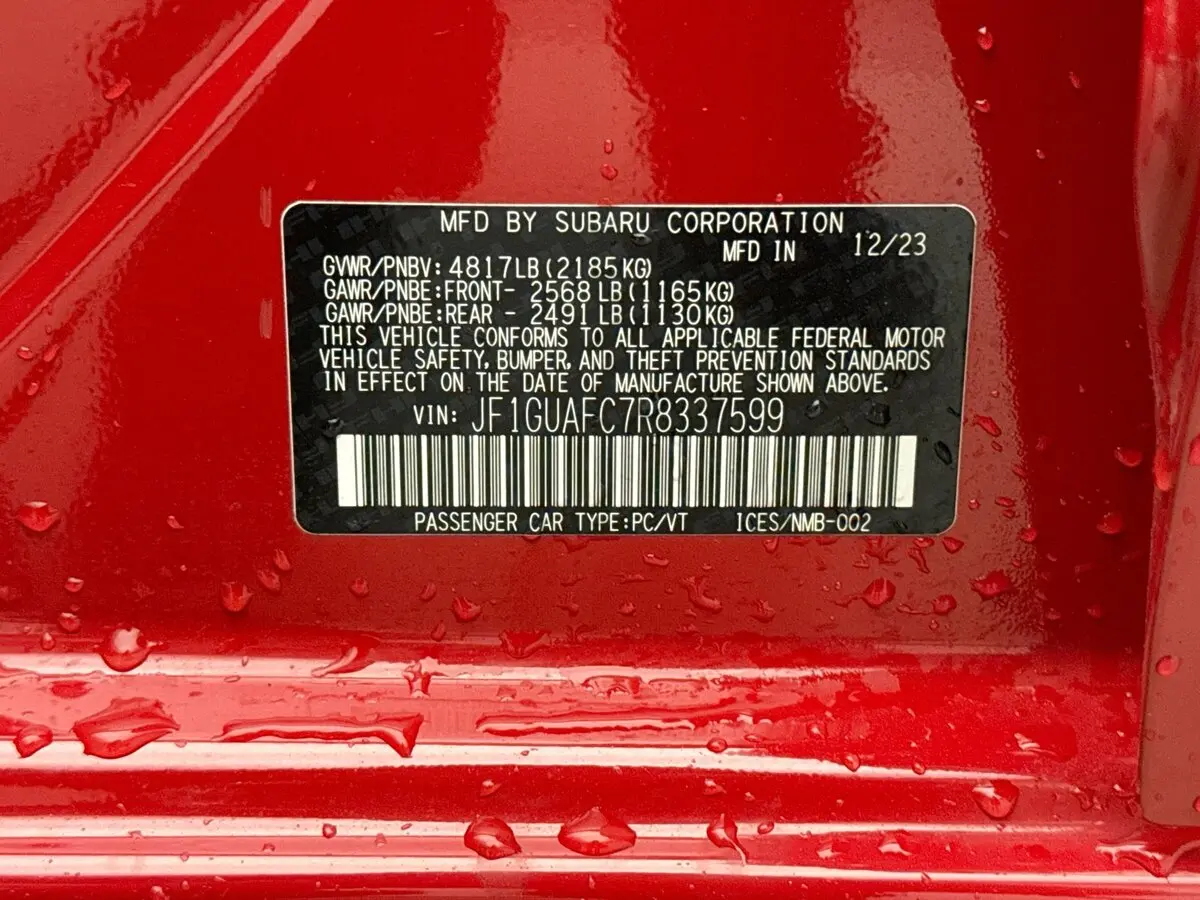 MFD BY SUBARU CORPORATION
MFD IN 12/23
GVWR/PNBV: 4817LB(2185KG)
GAWR/PNBE:FRONT- 2568 LB(1165KG)
GAWR/PNBE:REAR - 2491 LB(1130KG)
THIS VEHICLE CONFORMS TO ALL APPLICABLE FEDERAL MOTOR
VEHICLE SAFETY, BUMPER, AND THEFT PREVENTION STANDARDS
IN EFFECT ON THE DATE OF MANUFACTURE SHOWN ABOVE.
VIN: JF1GUAFC7R8337599
PASSENGER CAR TYPE:PC/VT ICES/NMB-002